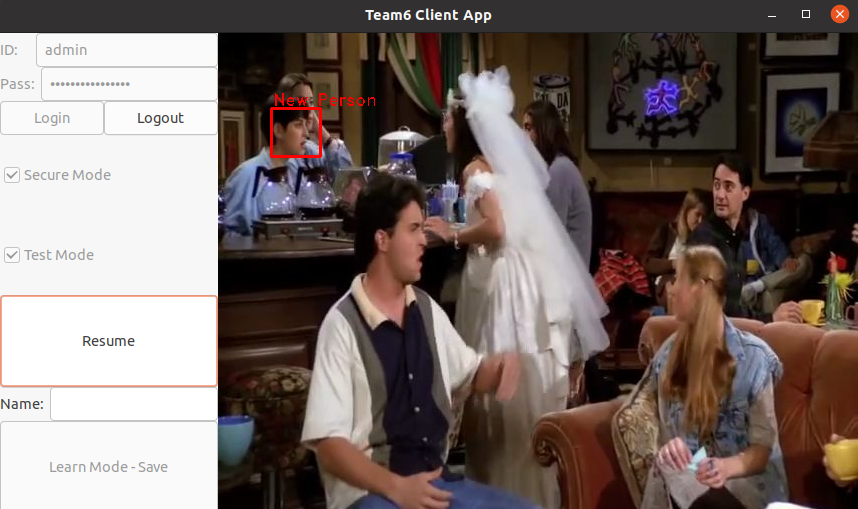 Team6 Client App
ID: admin
Pass: ••••••••••••••••
Login Logout
Secure Mode
Test Mode
Resume
Name:
Learn Mode - Save
New Person